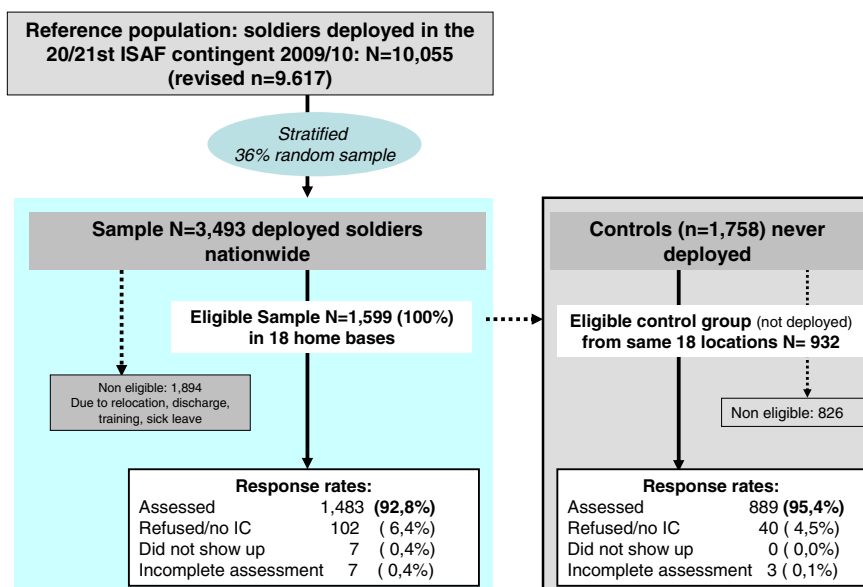 Reference population: soldiers deployed in the
20/21st ISAF contingent 2009/10: N=10,055
(revised n=9.617)
Stratified
36% random sample
Sample N=3,493 deployed soldiers
nationwide
Eligible Sample N=1,599 (100%)
in 18 home bases
Non eligible: 1,894
Due to relocation, discharge,
training, sick leave
Response rates:
Assessed 1,483 (92,8%)
Refused/no IC 102 ( 6,4%)
Did not show up 7 ( 0,4%)
Incomplete assessment 7 ( 0,4%)
Controls (n=1,758) never
deployed
Eligible control group (not deployed)
from same 18 locations N= 932
Non eligible: 826
Response rates:
Assessed 889 (95,4%)
Refused/no IC 40 ( 4,5%)
Did not show up 0 ( 0,0%)
Incomplete assessment 3 ( 0,1%)